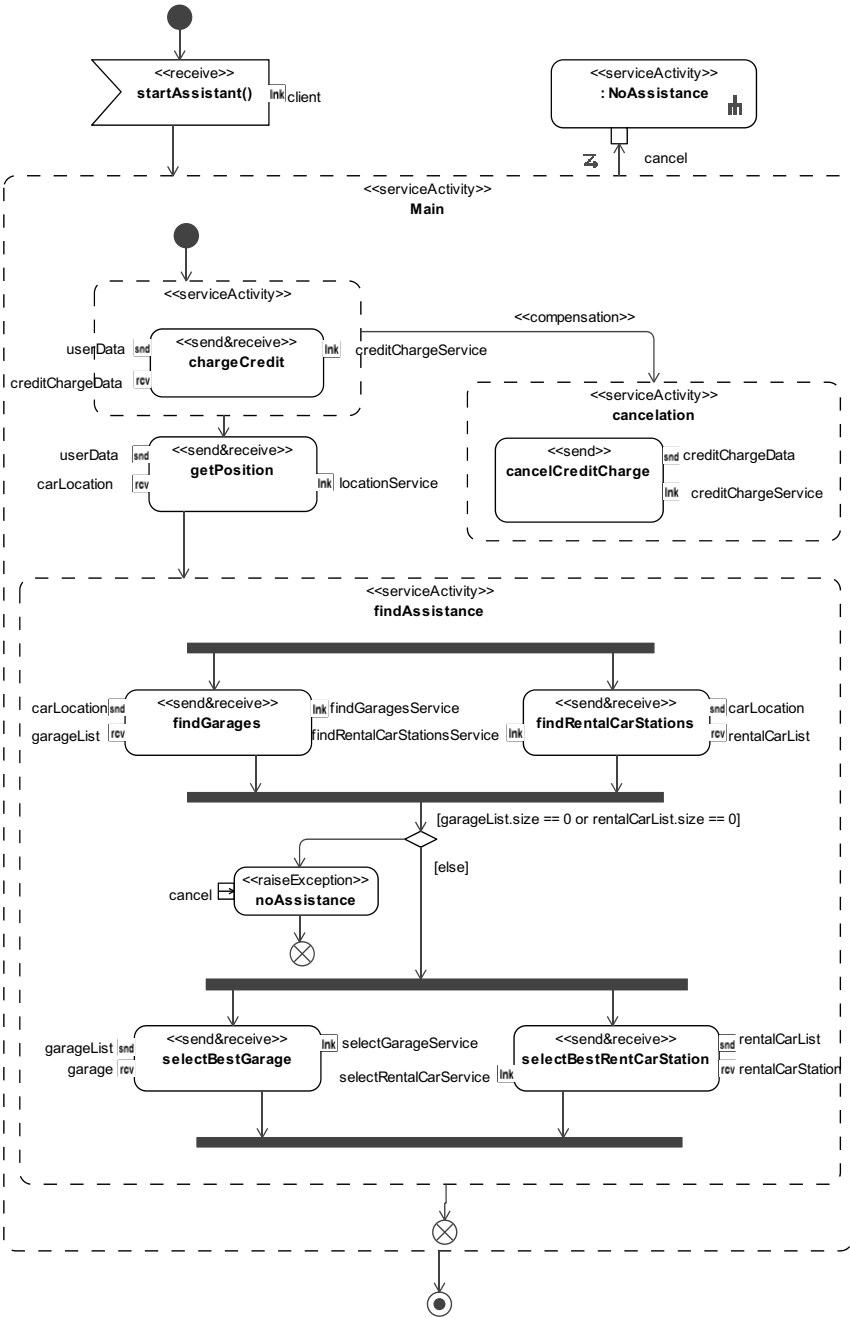 <<receive>>
startAssistant()
lnk client
<<serviceActivity>>
: NoAssistance
cancel
<<serviceActivity>>
Main
<<serviceActivity>>
<<send&receive>>
chargeCredit
userData snd
lnk creditChargeService
creditChargeData rcv
<<compensation>>
<<serviceActivity>>
cancelation
<<send>>
cancelCreditCharge
snd creditChargeData
lnk creditChargeService
<<send&receive>>
getPosition
userData snd
carLocation rcv
lnk locationService
<<serviceActivity>>
findAssistance
<<send&receive>>
findGarages
carLocation snd
garageList rcv
lnk findGaragesService
<<send&receive>>
findRentalCarStations
findRentalCarStationsService lnk
snd carLocation
rcv rentalCarList
[garageList.size == 0 or rentalCarList.size == 0]
[else]
<<raiseException>>
noAssistance
cancel
<<send&receive>>
selectBestGarage
garageList snd
garage rcv
lnk selectGarageService
<<send&receive>>
selectBestRentCarStation
selectRentalCarService lnk
snd rentalCarList
rcv rentalCarStation